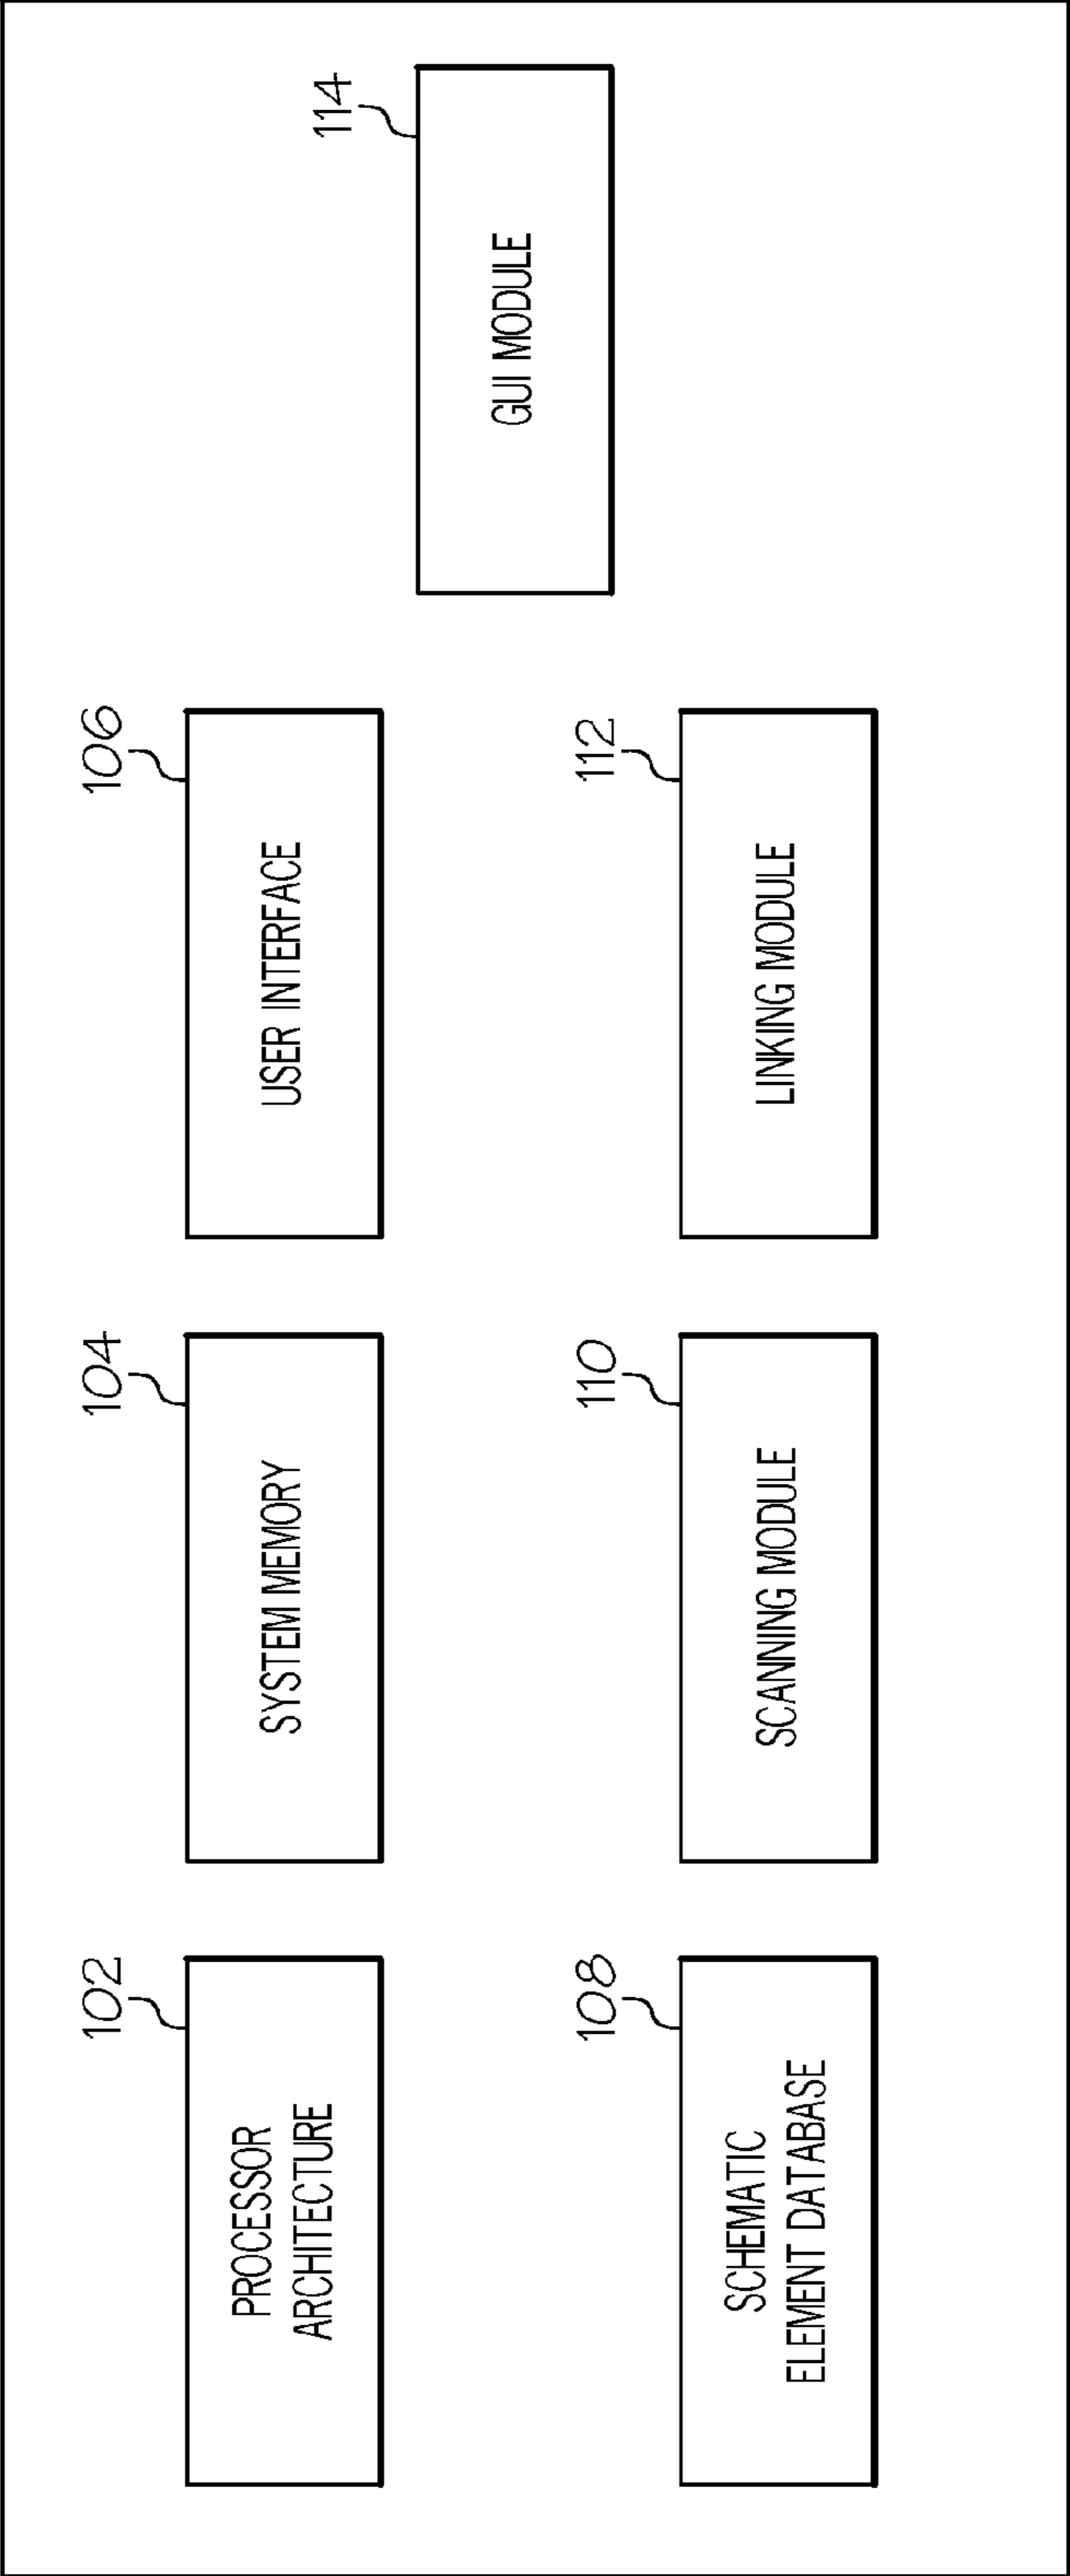 102
PROCESSOR
ARCHITECTURE
104
SYSTEM MEMORY
106
USER INTERFACE
108
SCHEMATIC
ELEMENT DATABASE
110
SCANNING MODULE
112
LINKING MODULE
114
GUI MODULE